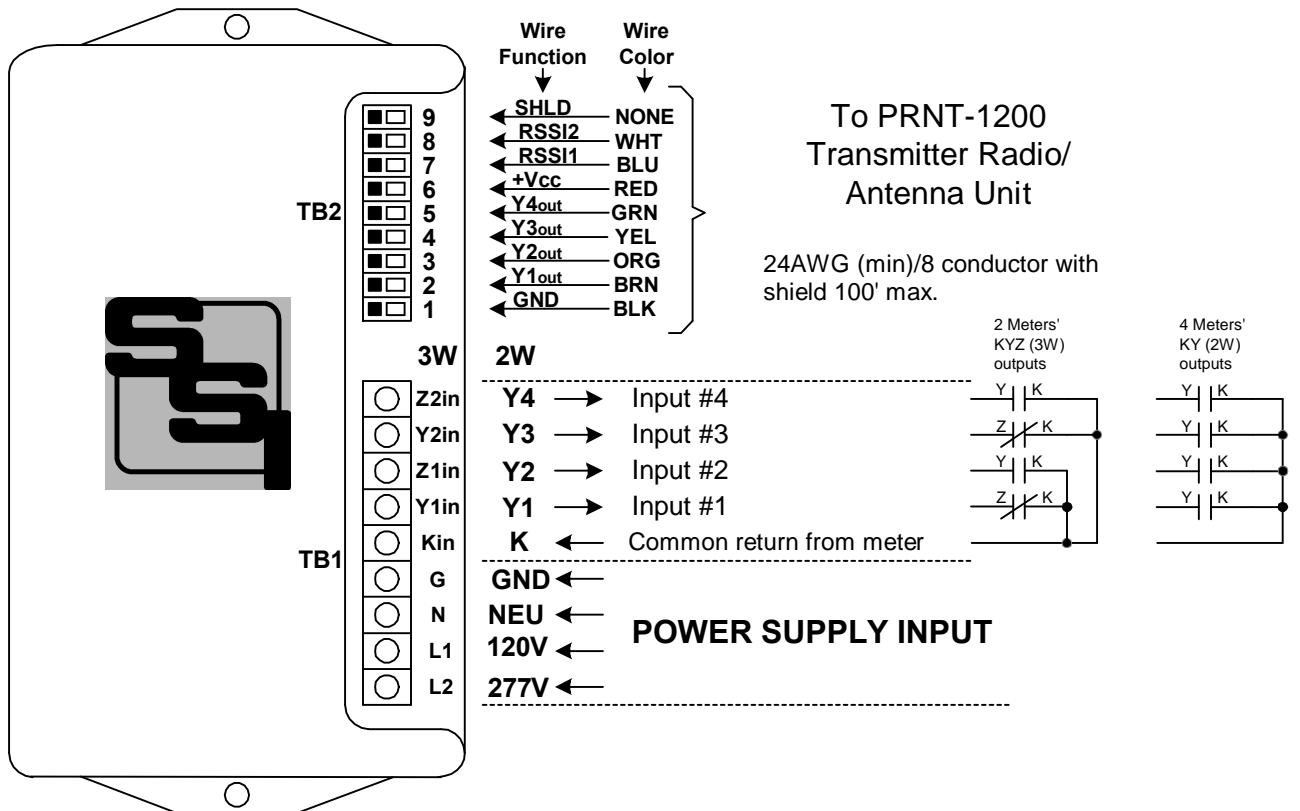 Wire Function
Wire Color
9 SHLD NONE
8 RSSI2 WHT
7 RSSI1 BLU
6 +Vcc RED
TB2
5 Y4out GRN
4 Y3out YEL
3 Y2out ORG
2 Y1out BRN
1 GND BLK
To PRNT-1200
Transmitter Radio/
Antenna Unit
24AWG (min)/8 conductor with
shield 100' max.
SSI
3W 2W
Z2in Y4 Input #4
Y2in Y3 Input #3
Z1in Y2 Input #2
Y1in Y1 Input #1
Kin K Common return from meter
TB1
G GND
N NEU
L1 120V
L2 277V
POWER SUPPLY INPUT
2 Meters'
KYZ (3W)
outputs
Y K
Z K
Y K
Z K
4 Meters'
KY (2W)
outputs
Y K
Y K
Y K
Y K